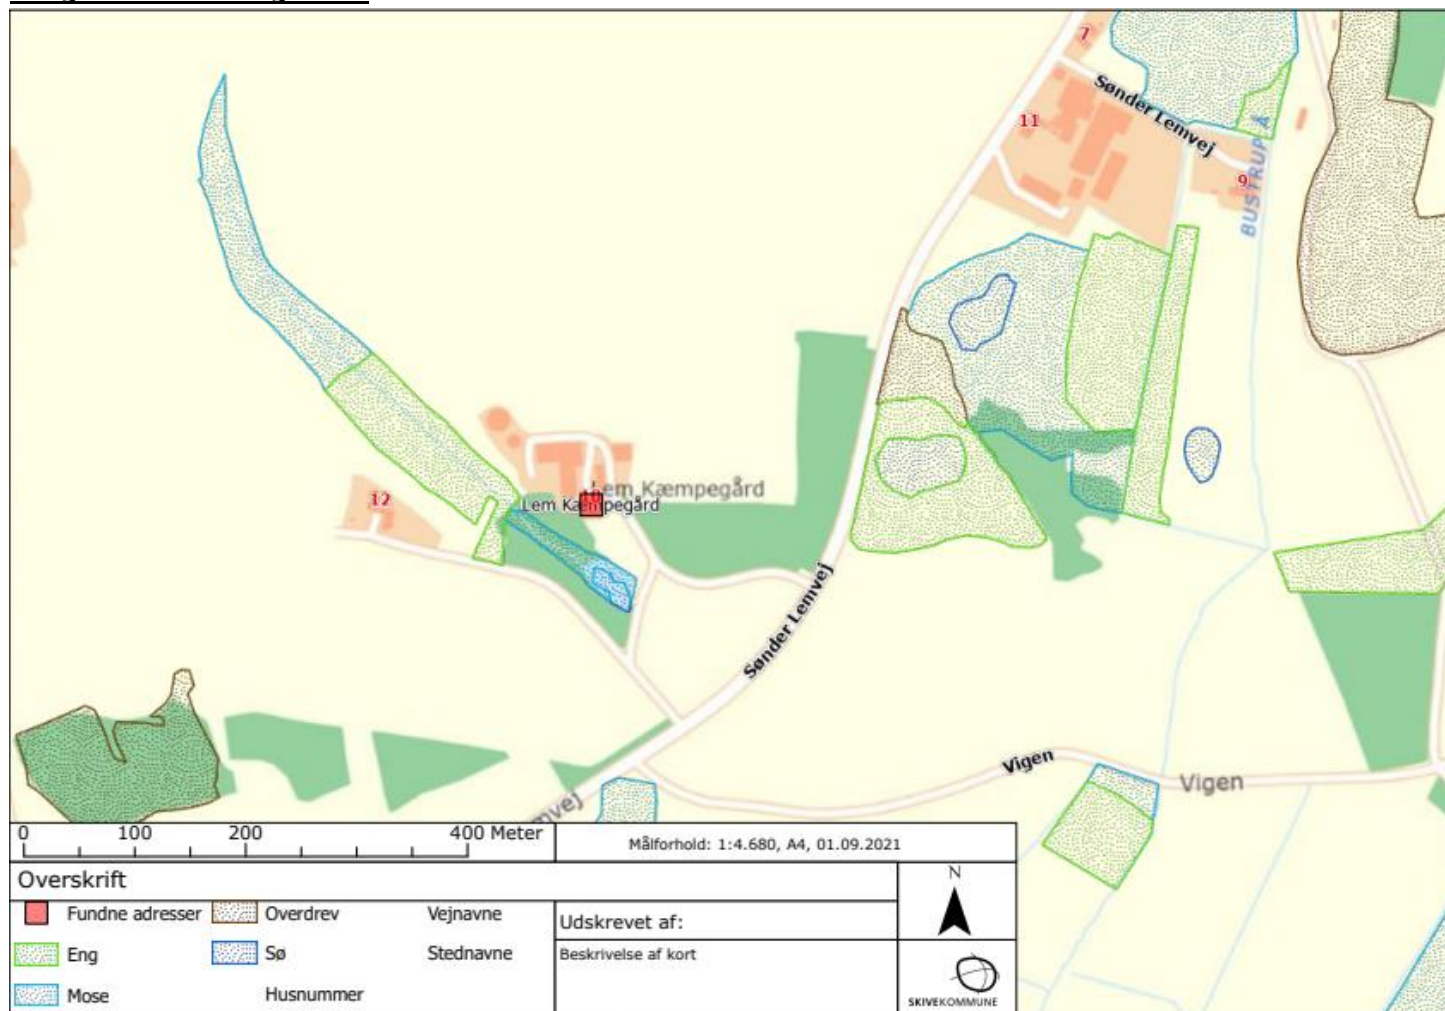 7
Sønder Lemvej
11
9
BUSTRUP Å
12
Lem Kæmpegård
Lem Kæmpegård
Sønder Lemvej
Vigen
Vigen
mvej
0 100 200 400 Meter
Målforhold: 1:4.680, A4, 01.09.2021
Overskrift
N
Fundne adresser
Overdrev
Vejnavne
Udskrevet af:
Eng
Sø
Stednavne
Beskrivelse af kort
Mose
Husnummer
SKIVEKOMMUNE